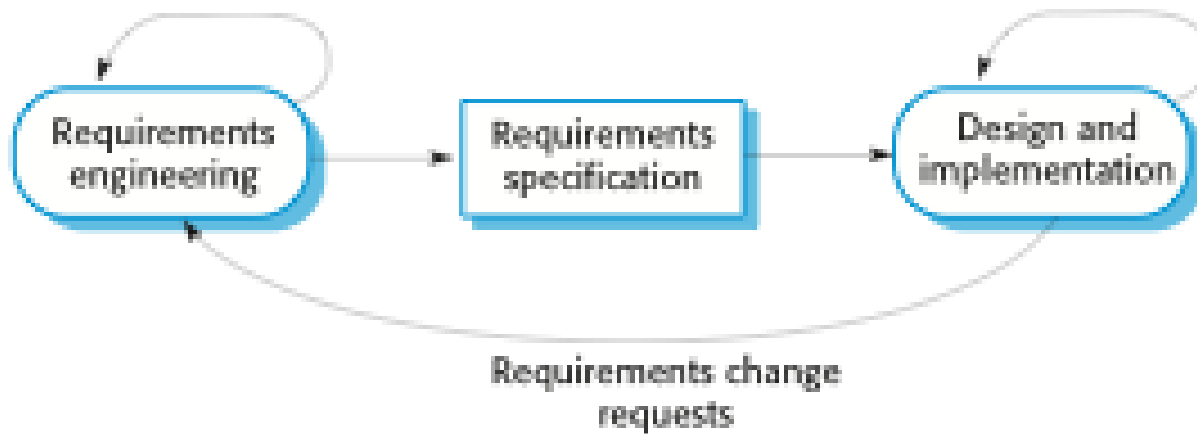 Requirements
engineering
Requirements
specification
Design and
implementation
Requirements change
requests